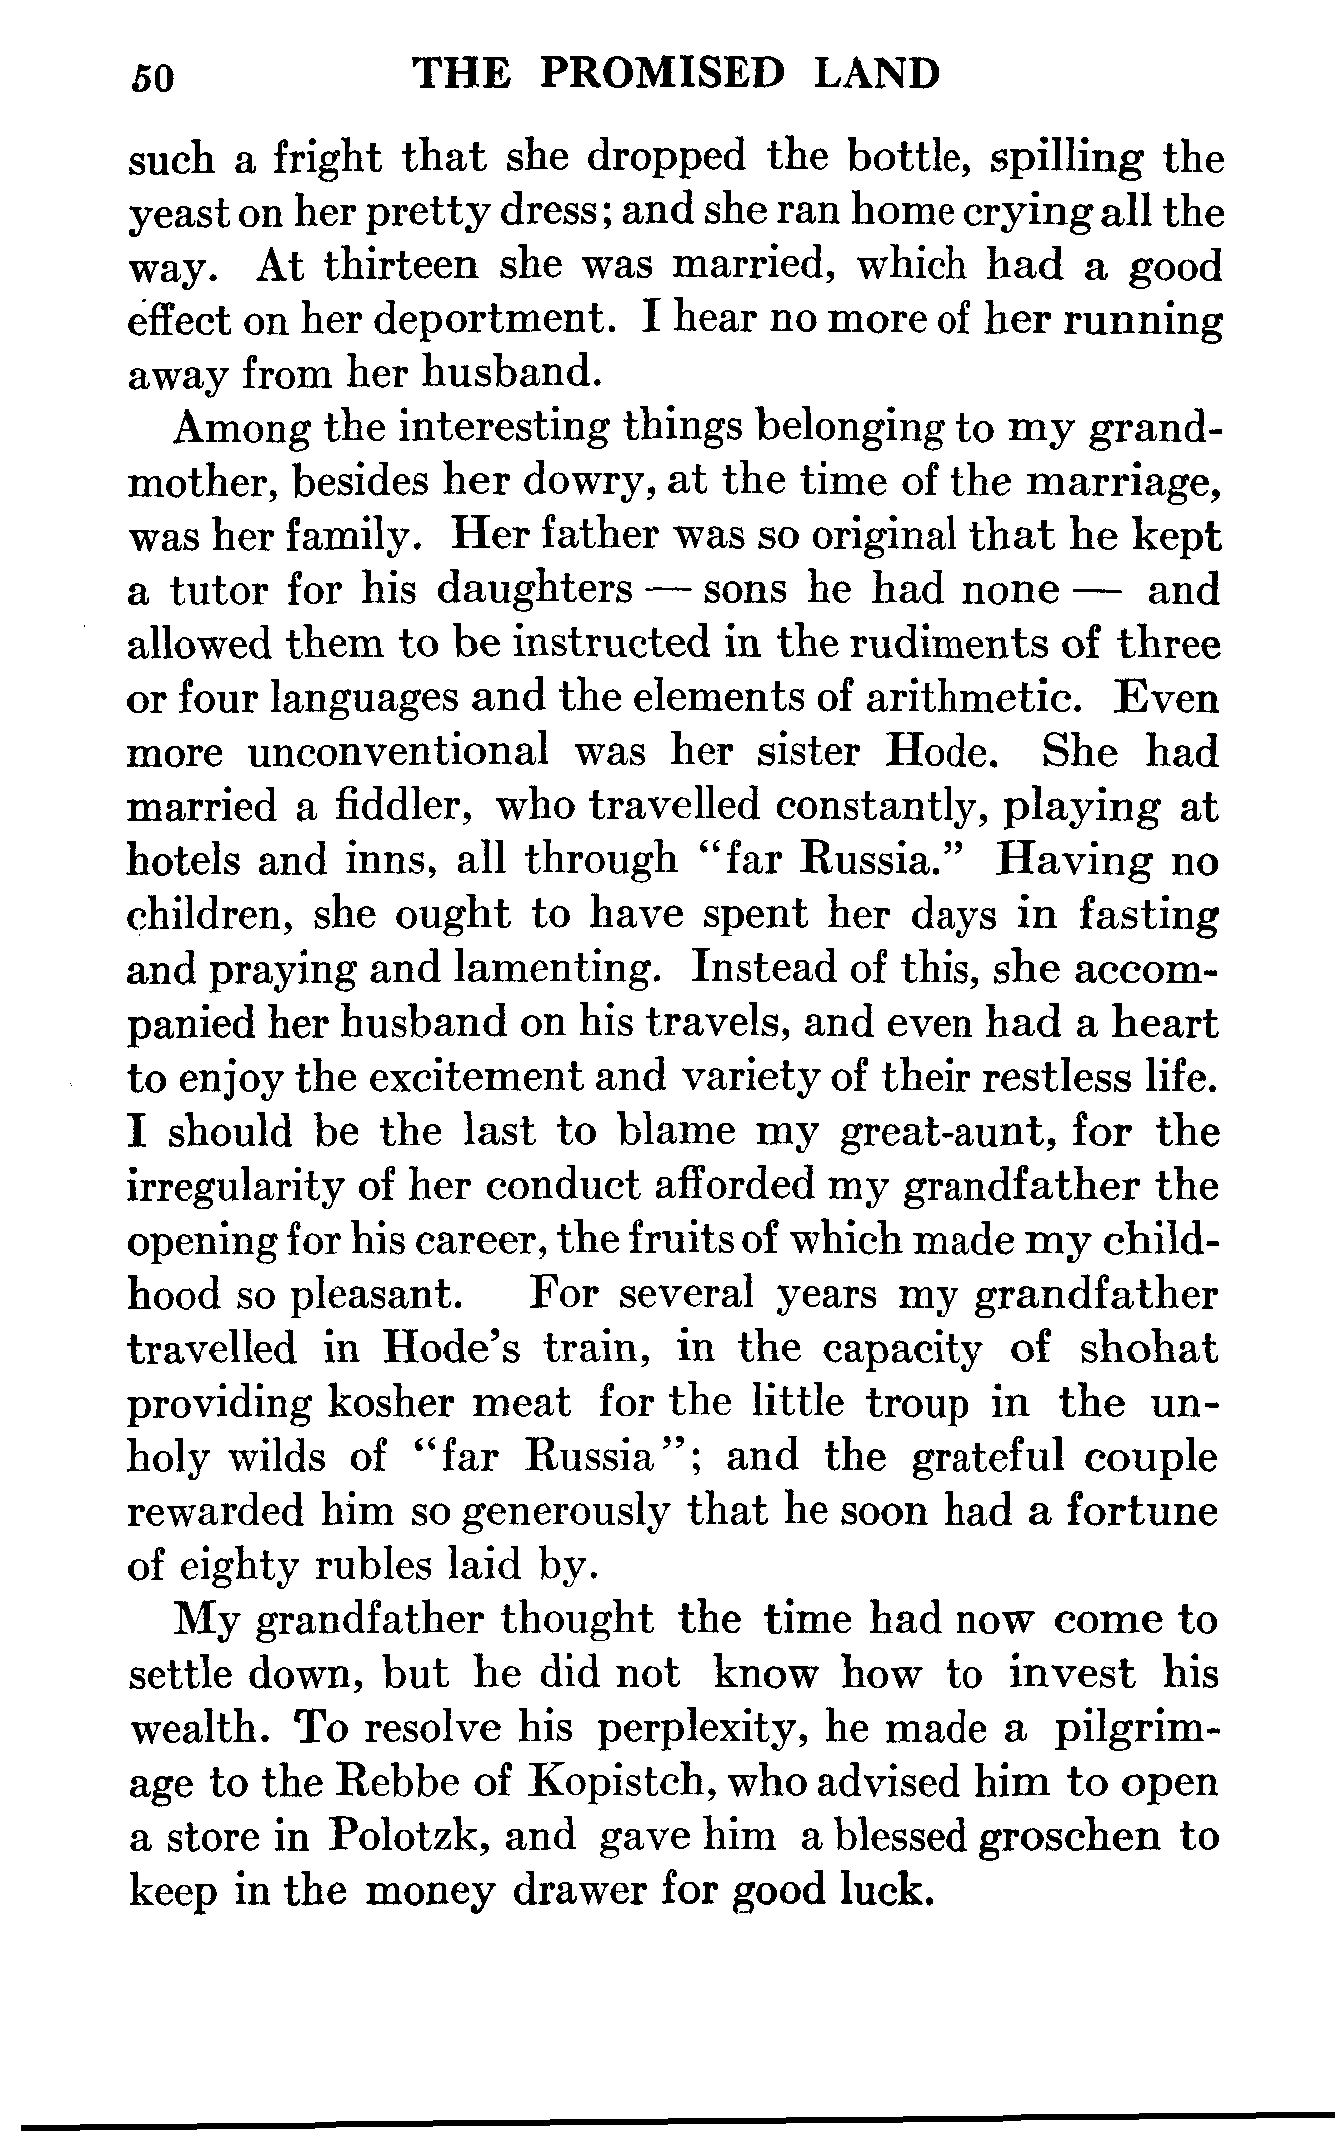 50 THE PROMISED LAND
such a fright that she dropped the bottle, spilling the
yeast on her pretty dress; and she ran home crying all the
way. At thirteen she was married, which had a good
effect on her deportment. I hear no more of her running
away from her husband.
Among the interesting things belonging to my grand-
mother, besides her dowry, at the time of the marriage,
was her family. Her father was so original that he kept
a tutor for his daughters — sons he had none — and
allowed them to be instructed in the rudiments of three
or four languages and the elements of arithmetic. Even
more unconventional was her sister Hode. She had
married a fiddler, who travelled constantly, playing at
hotels and inns, all through "far Russia." Having no
children, she ought to have spent her days in fasting
and praying and lamenting. Instead of this, she accom-
panied her husband on his travels, and even had a heart
to enjoy the excitement and variety of their restless life.
I should be the last to blame my great-aunt, for the
irregularity of her conduct afforded my grandfather the
opening for his career, the fruits of which made my child-
hood so pleasant. For several years my grandfather
travelled in Hode's train, in the capacity of shohat
providing kosher meat for the little troup in the un-
holy wilds of "far Russia"; and the grateful couple
rewarded him so generously that he soon had a fortune
of eighty rubles laid by.
My grandfather thought the time had now come to
settle down, but he did not know how to invest his
wealth. To resolve his perplexity, he made a pilgrim-
age to the Rebbe of Kopistch, who advised him to open
a store in Polotzk, and gave him a blessed groschen to
keep in the money drawer for good luck.